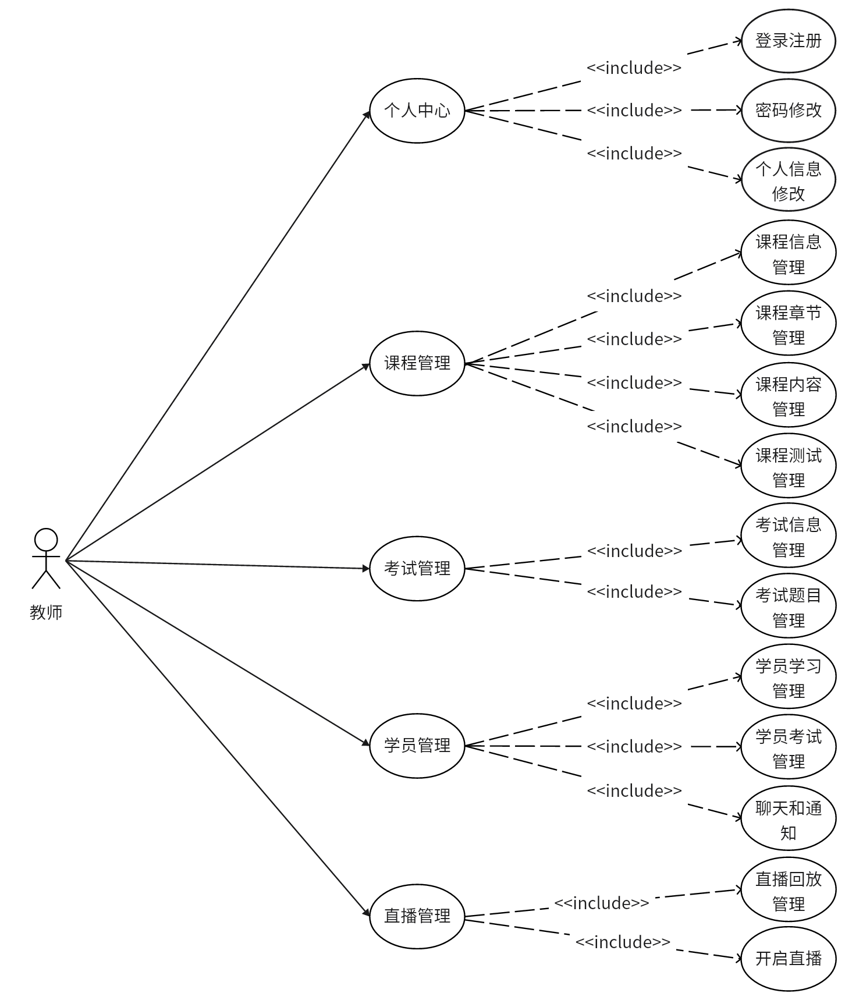 登录注册
<<include>>
个人中心
<<include>>
密码修改
<<include>>
个人信息
修改
课程信息
管理
<<include>>
课程章节
管理
<<include>>
课程管理
<<include>>
课程内容
管理
<<include>>
课程测试
管理
考试信息
管理
<<include>>
考试管理
<<include>>
考试题目
管理
教师
学员学习
管理
<<include>>
学员管理
<<include>>
学员考试
管理
<<include>>
聊天和通
知
直播回放
管理
<<include>>
直播管理
<<include>>
开启直播